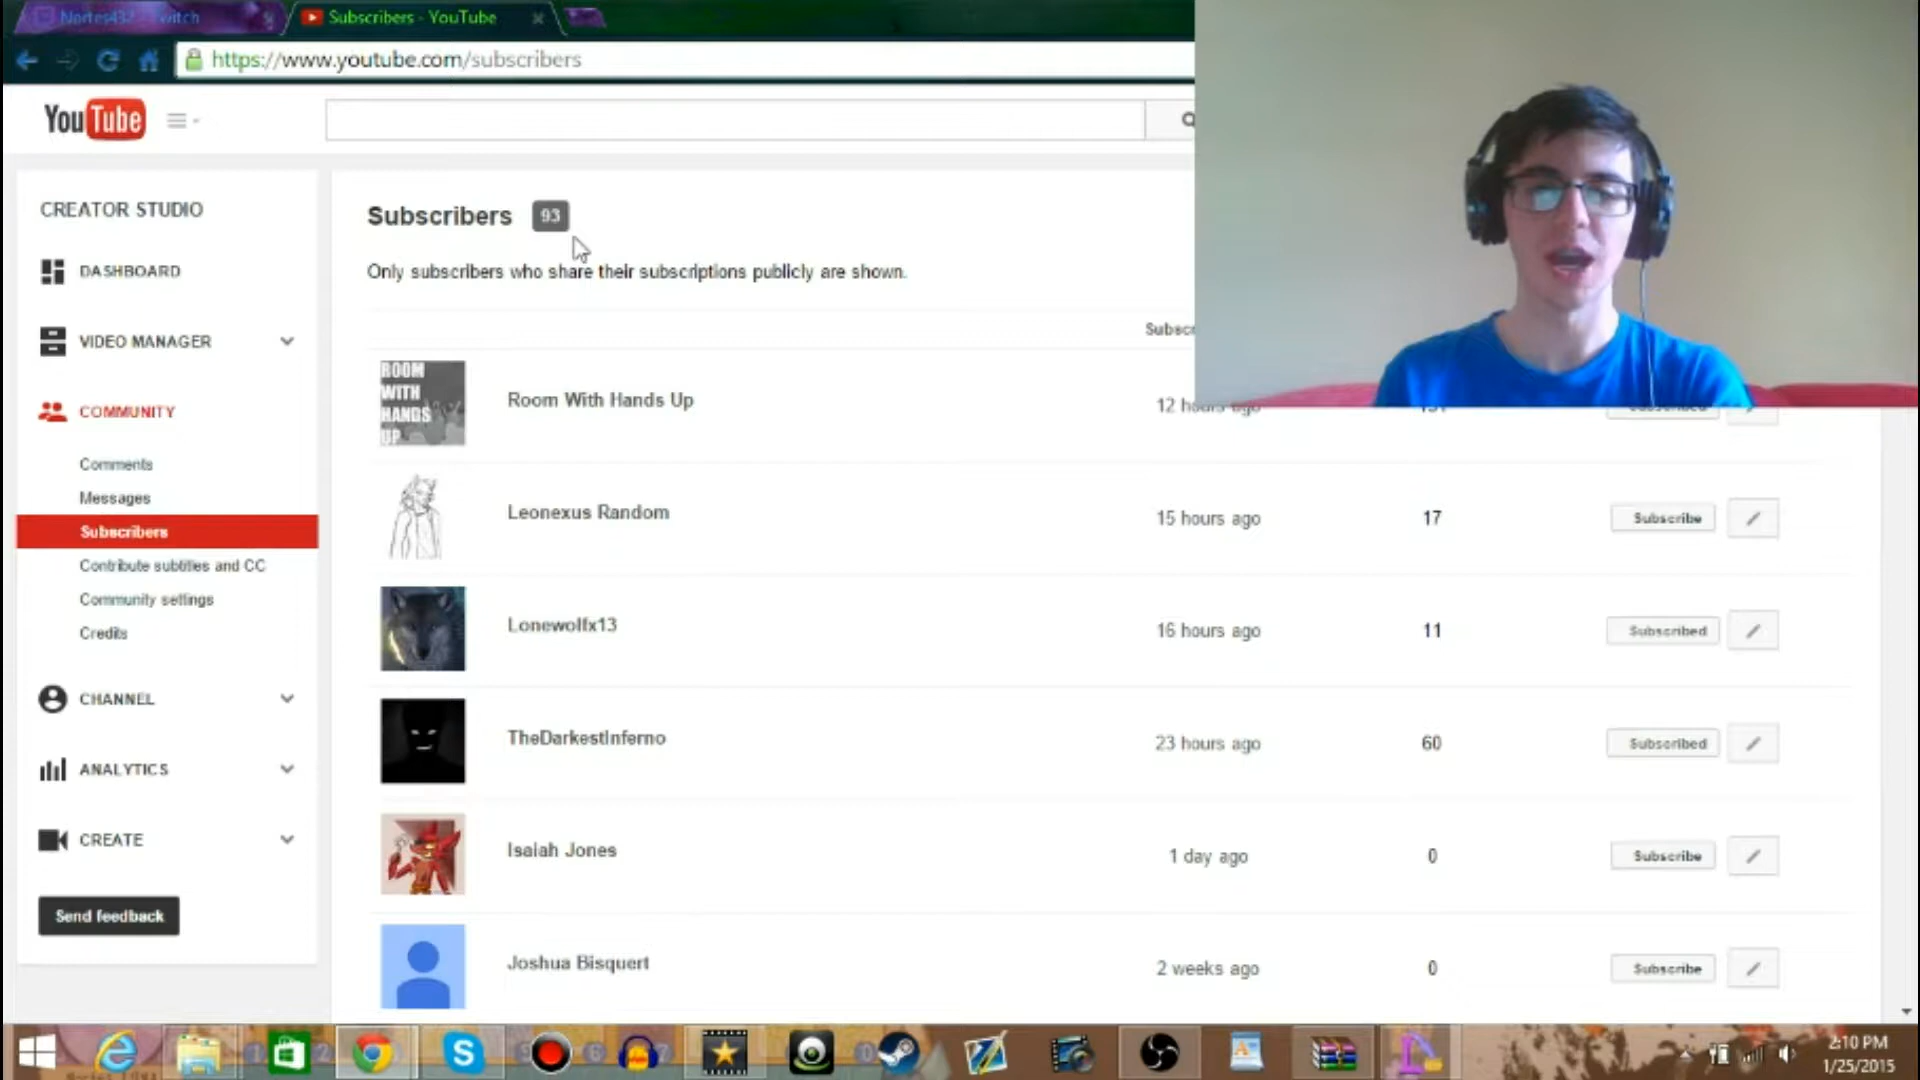 Subscribers - YouTube
https://www.youtube.com/subscribers
YouTube
CREATOR STUDIO
DASHBOARD
VIDEO MANAGER
COMMUNITY
Comments
Messages
Subscribers
Contribute subtitles and CC
Community settings
Credits
CHANNEL
ANALYTICS
CREATE
Send feedback
Subscribers 93
Only subscribers who share their subscriptions publicly are shown.
ROOM
WITH
HANDS
UP
Room With Hands Up
12 hours ago
Leonexus Random
15 hours ago
17
Subscribe
Lonewolfx13
16 hours ago
11
Subscribed
TheDarkestInferno
23 hours ago
60
Subscribed
Isaiah Jones
1 day ago
0
Subscribe
Joshua Bisquert
2 weeks ago
0
Subscribe
2:10 PM
1/25/2015